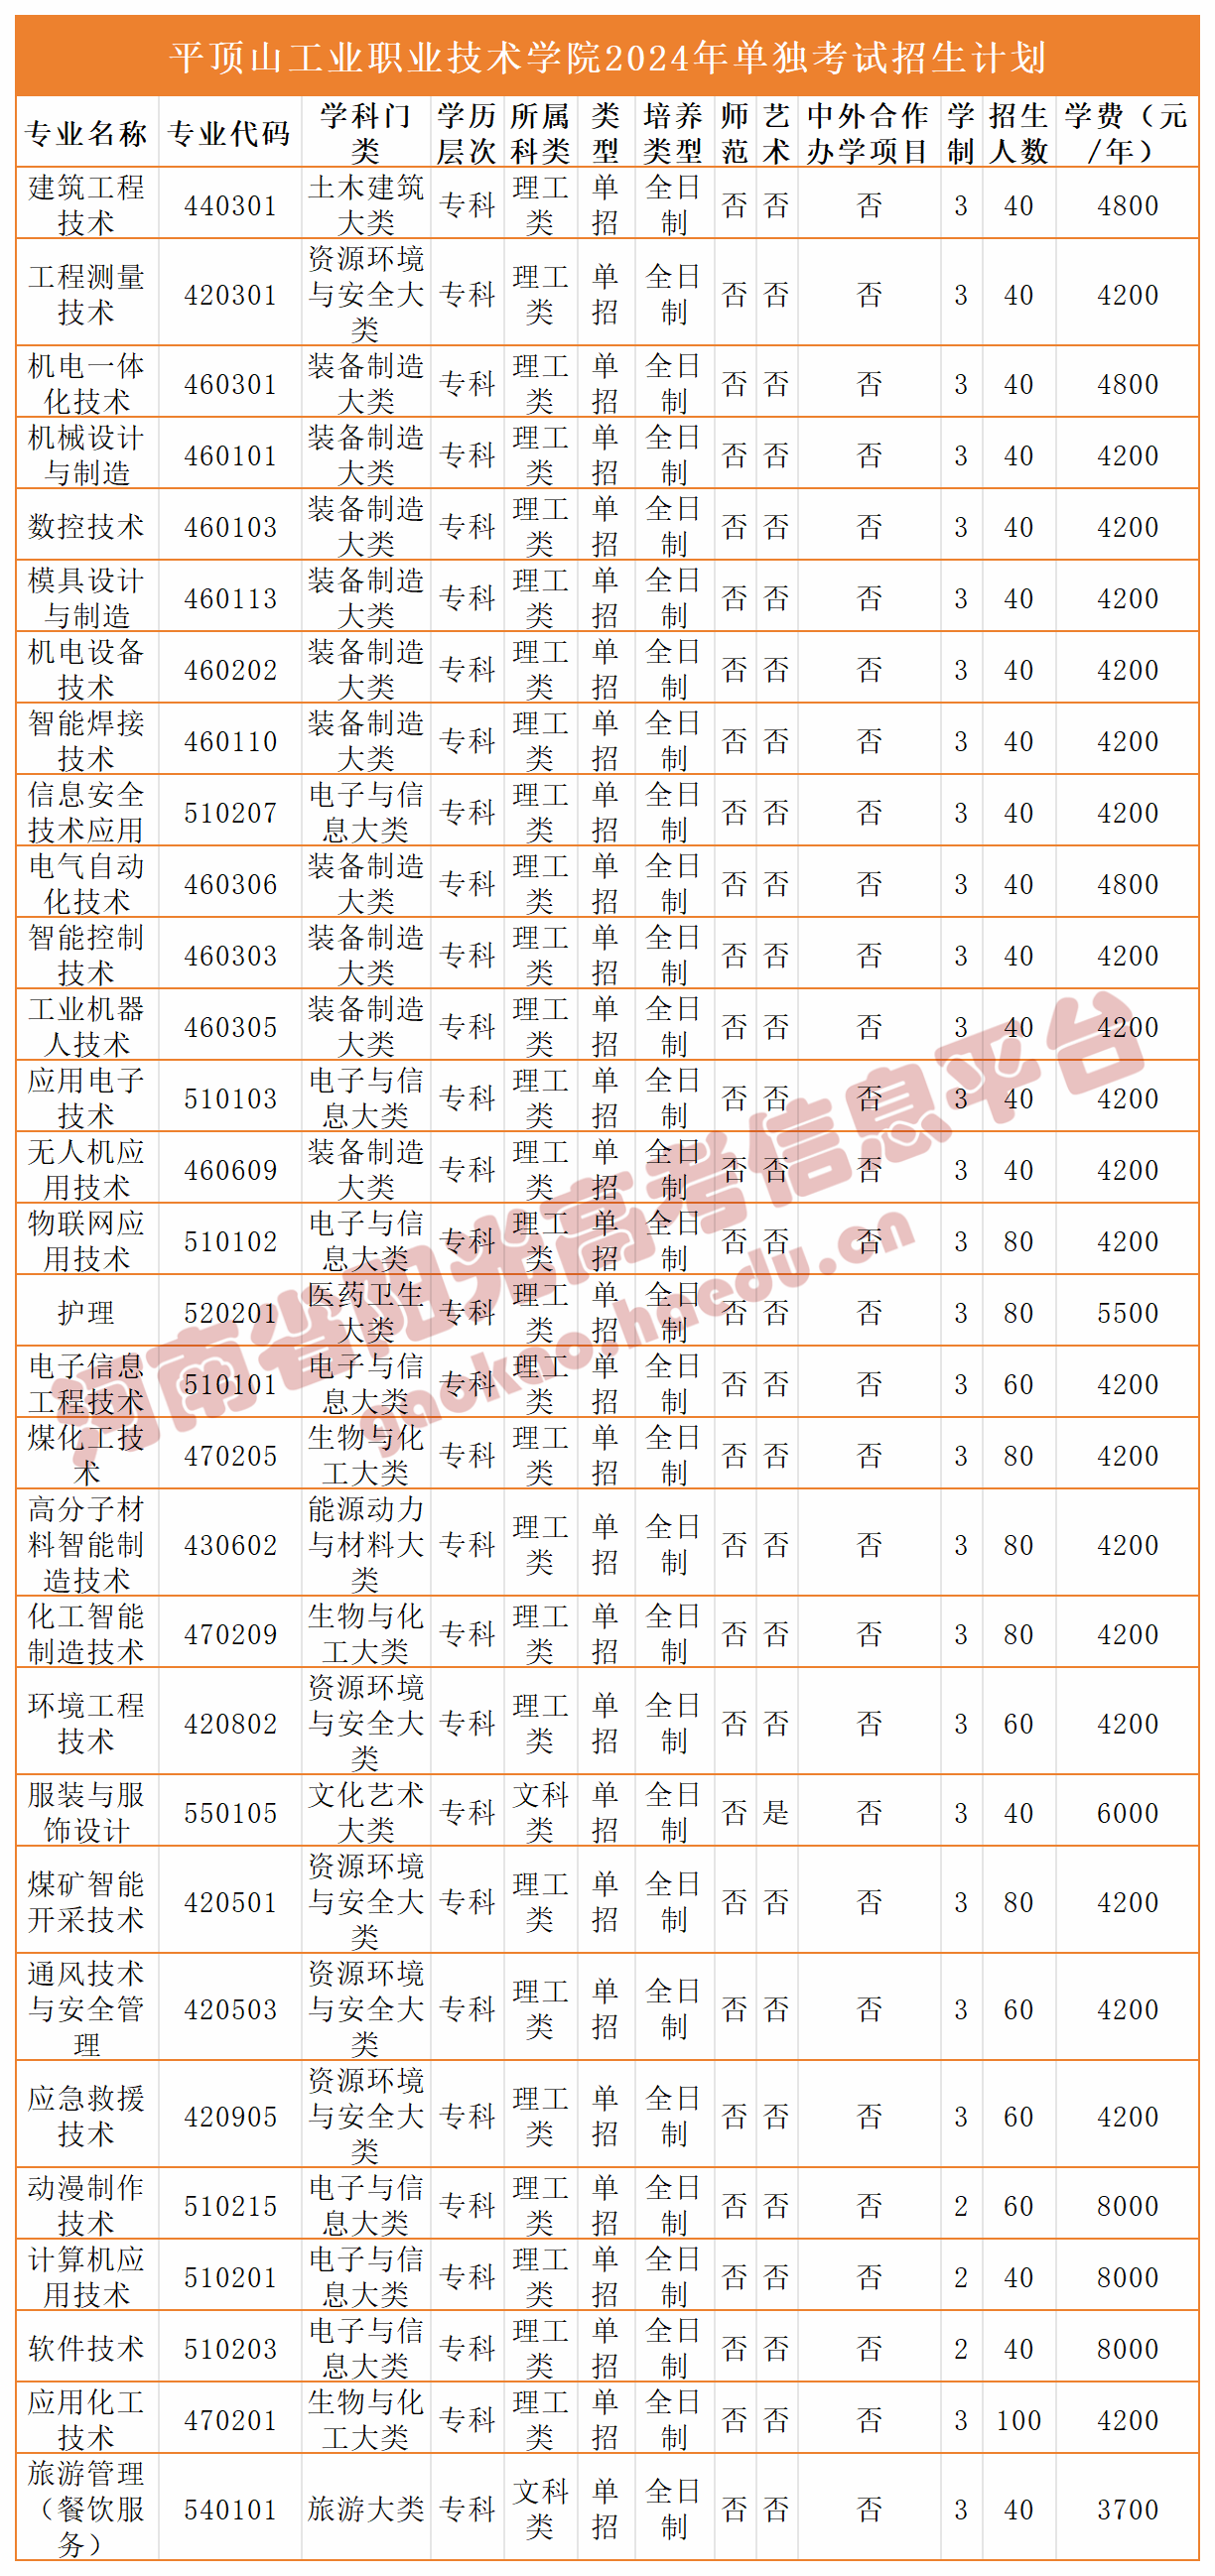 平顶山工业职业技术学院2024年单独考试招生计划
专业名称 专业代码 学科门类 学历层次 所属科类 类型 培养类型 师范 艺术 中外合作办学项目 学制 招生人数 学费（元/年）
建筑工程技术 440301 土木建筑大类 专科 理工类 单招 全日制 否 否 否 3 40 4800
工程测量技术 420301 资源环境与安全大类 专科 理工类 单招 全日制 否 否 否 3 40 4200
机电一体化技术 460301 装备制造大类 专科 理工类 单招 全日制 否 否 否 3 40 4800
机械设计与制造 460101 装备制造大类 专科 理工类 单招 全日制 否 否 否 3 40 4200
数控技术 460103 装备制造大类 专科 理工类 单招 全日制 否 否 否 3 40 4200
模具设计与制造 460113 装备制造大类 专科 理工类 单招 全日制 否 否 否 3 40 4200
机电设备技术 460202 装备制造大类 专科 理工类 单招 全日制 否 否 否 3 40 4200
智能焊接技术 460110 装备制造大类 专科 理工类 单招 全日制 否 否 否 3 40 4200
信息安全技术应用 510207 电子与信息大类 专科 理工类 单招 全日制 否 否 否 3 40 4200
电气自动化技术 460306 装备制造大类 专科 理工类 单招 全日制 否 否 否 3 40 4800
智能控制技术 460303 装备制造大类 专科 理工类 单招 全日制 否 否 否 3 40 4200
工业机器人技术 460305 装备制造大类 专科 理工类 单招 全日制 否 否 否 3 40 4200
应用电子技术 510103 电子与信息大类 专科 理工类 单招 全日制 否 否 否 3 40 4200
无人机应用技术 460609 装备制造大类 专科 理工类 单招 全日制 否 否 否 3 40 4200
物联网应用技术 510102 电子与信息大类 专科 理工类 单招 全日制 否 否 否 3 80 4200
护理 520201 医药卫生大类 专科 理工类 单招 全日制 否 否 否 3 80 5500
电子信息工程技术 510101 电子与信息大类 专科 理工类 单招 全日制 否 否 否 3 60 4200
煤化工技术 470205 生物与化工大类 专科 理工类 单招 全日制 否 否 否 3 80 4200
高分子材料智能制造技术 430602 能源动力与材料大类 专科 理工类 单招 全日制 否 否 否 3 80 4200
化工智能制造技术 470209 生物与化工大类 专科 理工类 单招 全日制 否 否 否 3 80 4200
环境工程技术 420802 资源环境与安全大类 专科 理工类 单招 全日制 否 否 否 3 60 4200
服装与服饰设计 550105 文化艺术大类 专科 文科类 单招 全日制 否 是 否 3 40 6000
煤矿智能开采技术 420501 资源环境与安全大类 专科 理工类 单招 全日制 否 否 否 3 80 4200
通风技术与安全管理 420503 资源环境与安全大类 专科 理工类 单招 全日制 否 否 否 3 60 4200
应急救援技术 420905 资源环境与安全大类 专科 理工类 单招 全日制 否 否 否 3 60 4200
动漫制作技术 510215 电子与信息大类 专科 理工类 单招 全日制 否 否 否 2 60 8000
计算机应用技术 510201 电子与信息大类 专科 理工类 单招 全日制 否 否 否 2 40 8000
软件技术 510203 电子与信息大类 专科 理工类 单招 全日制 否 否 否 2 40 8000
应用化工技术 470201 生物与化工大类 专科 理工类 单招 全日制 否 否 否 3 100 4200
旅游管理（餐饮服务） 540101 旅游大类 专科 文科类 单招 全日制 否 否 否 3 40 3700
河南省阳光高考信息平台
gaokao.haedu.cn